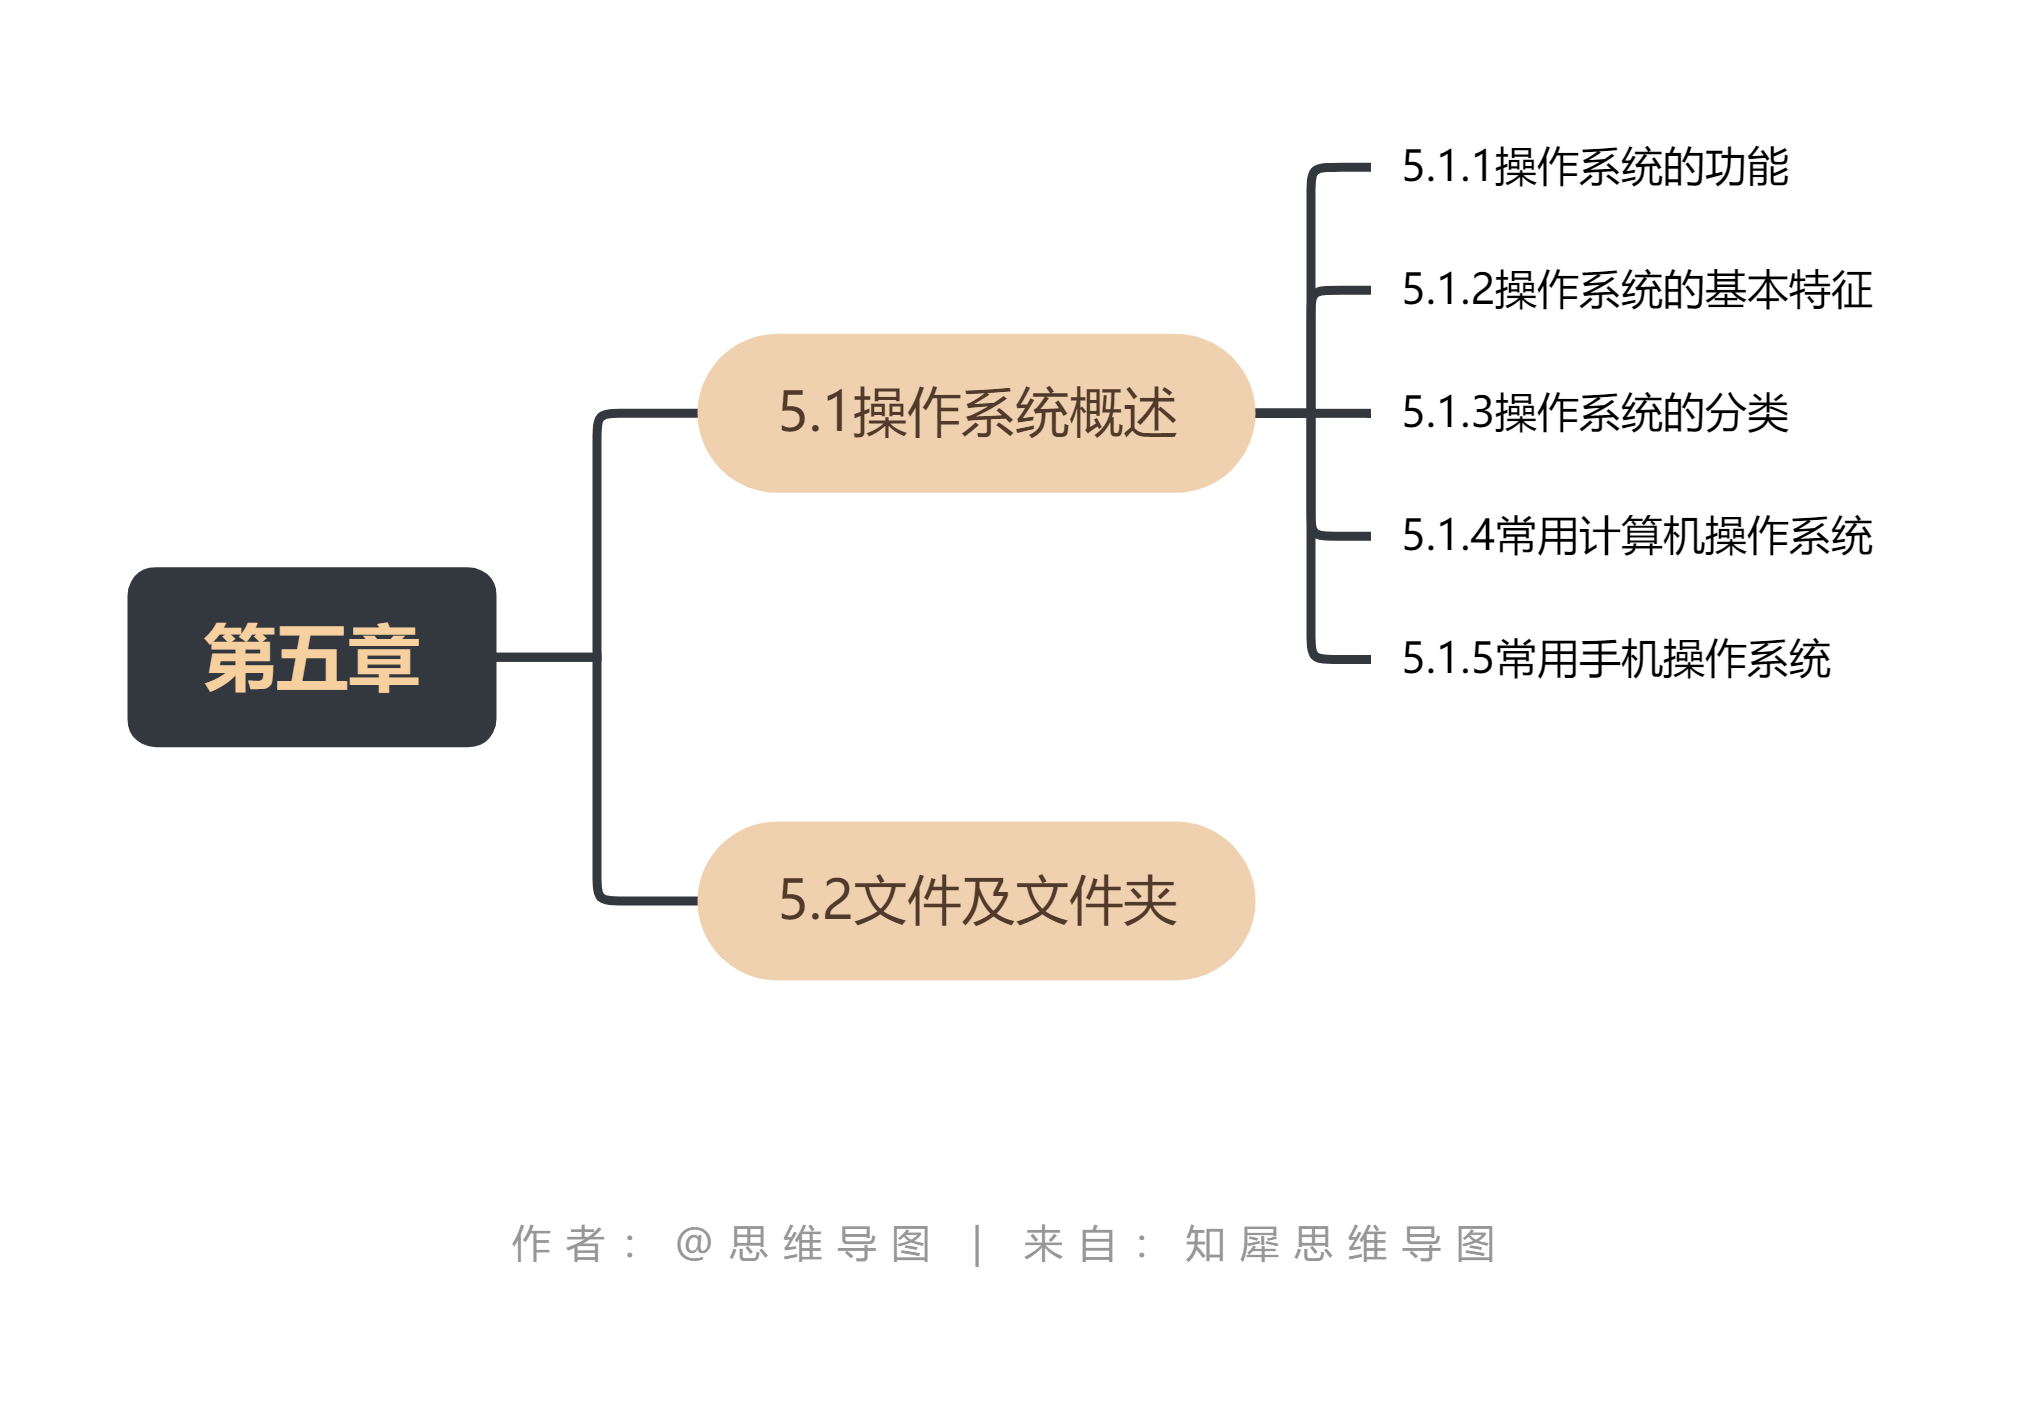 第五章
5.1操作系统概述
5.1.1操作系统的功能
5.1.2操作系统的基本特征
5.1.3操作系统的分类
5.1.4常用计算机操作系统
5.1.5常用手机操作系统
5.2文件及文件夹
作者：@思维导图 | 来自：知犀思维导图